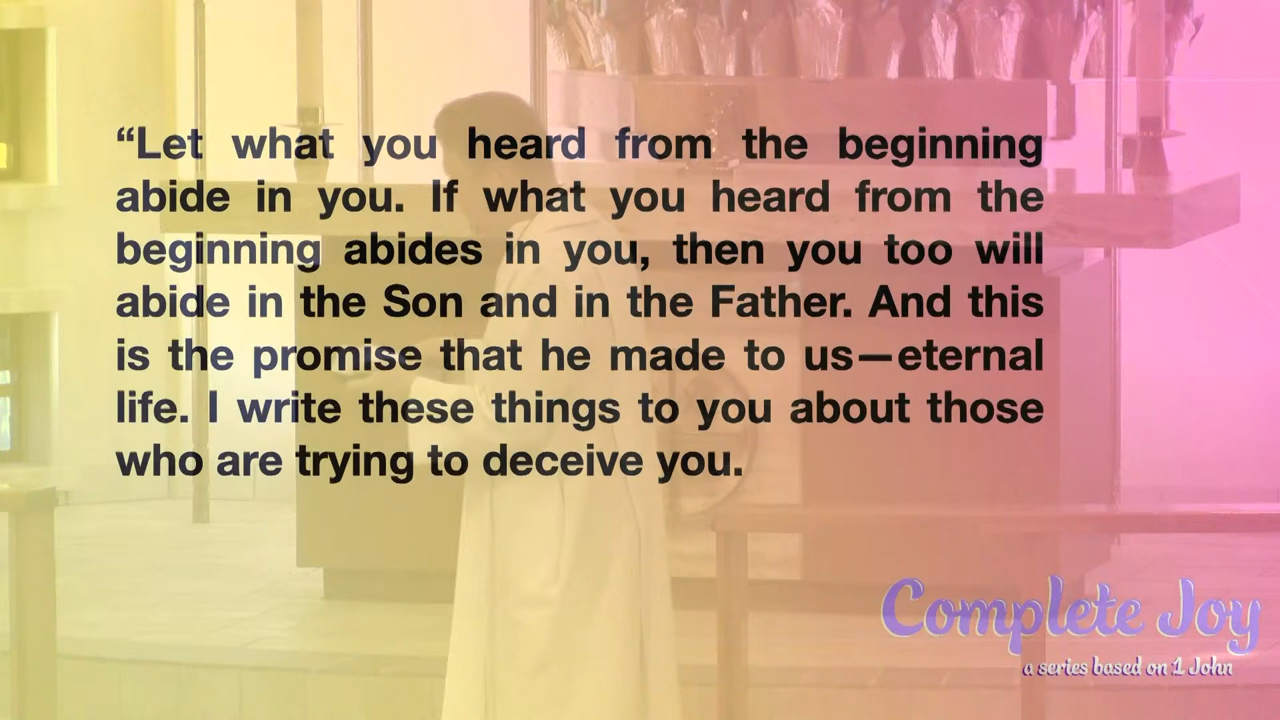 “Let what you heard from the beginning
abide in you. If what you heard from the
beginning abides in you, then you too will
abide in the Son and in the Father. And this
is the promise that he made to us—eternal
life. I write these things to you about those
who are trying to deceive you.
Complete Joy
a series based on 1 John